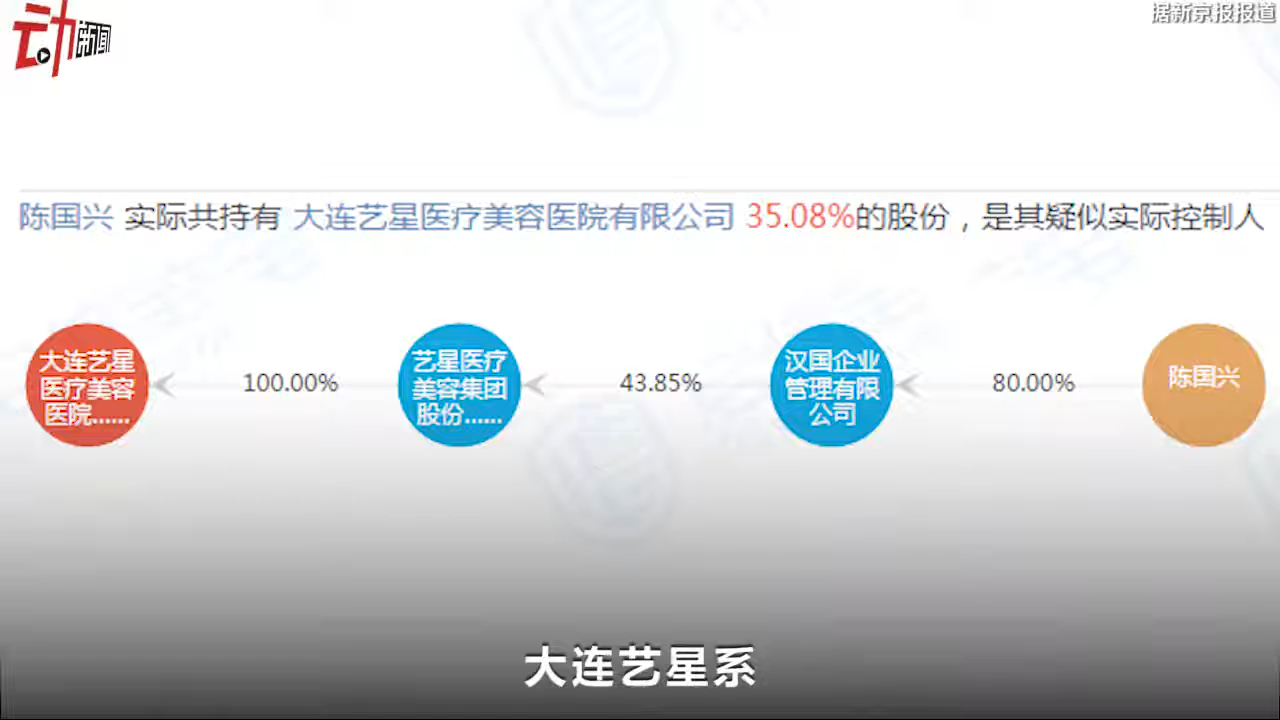 动新闻
据新京报报道
陈国兴 实际共持有 大连艺星医疗美容医院有限公司 35.08%的股份，是其疑似实际控制人
大连艺星
医疗美容
医院......
100.00%
艺星医疗
美容集团
股份......
43.85%
汉国企业
管理有限
公司
80.00%
陈国兴
大连艺星系